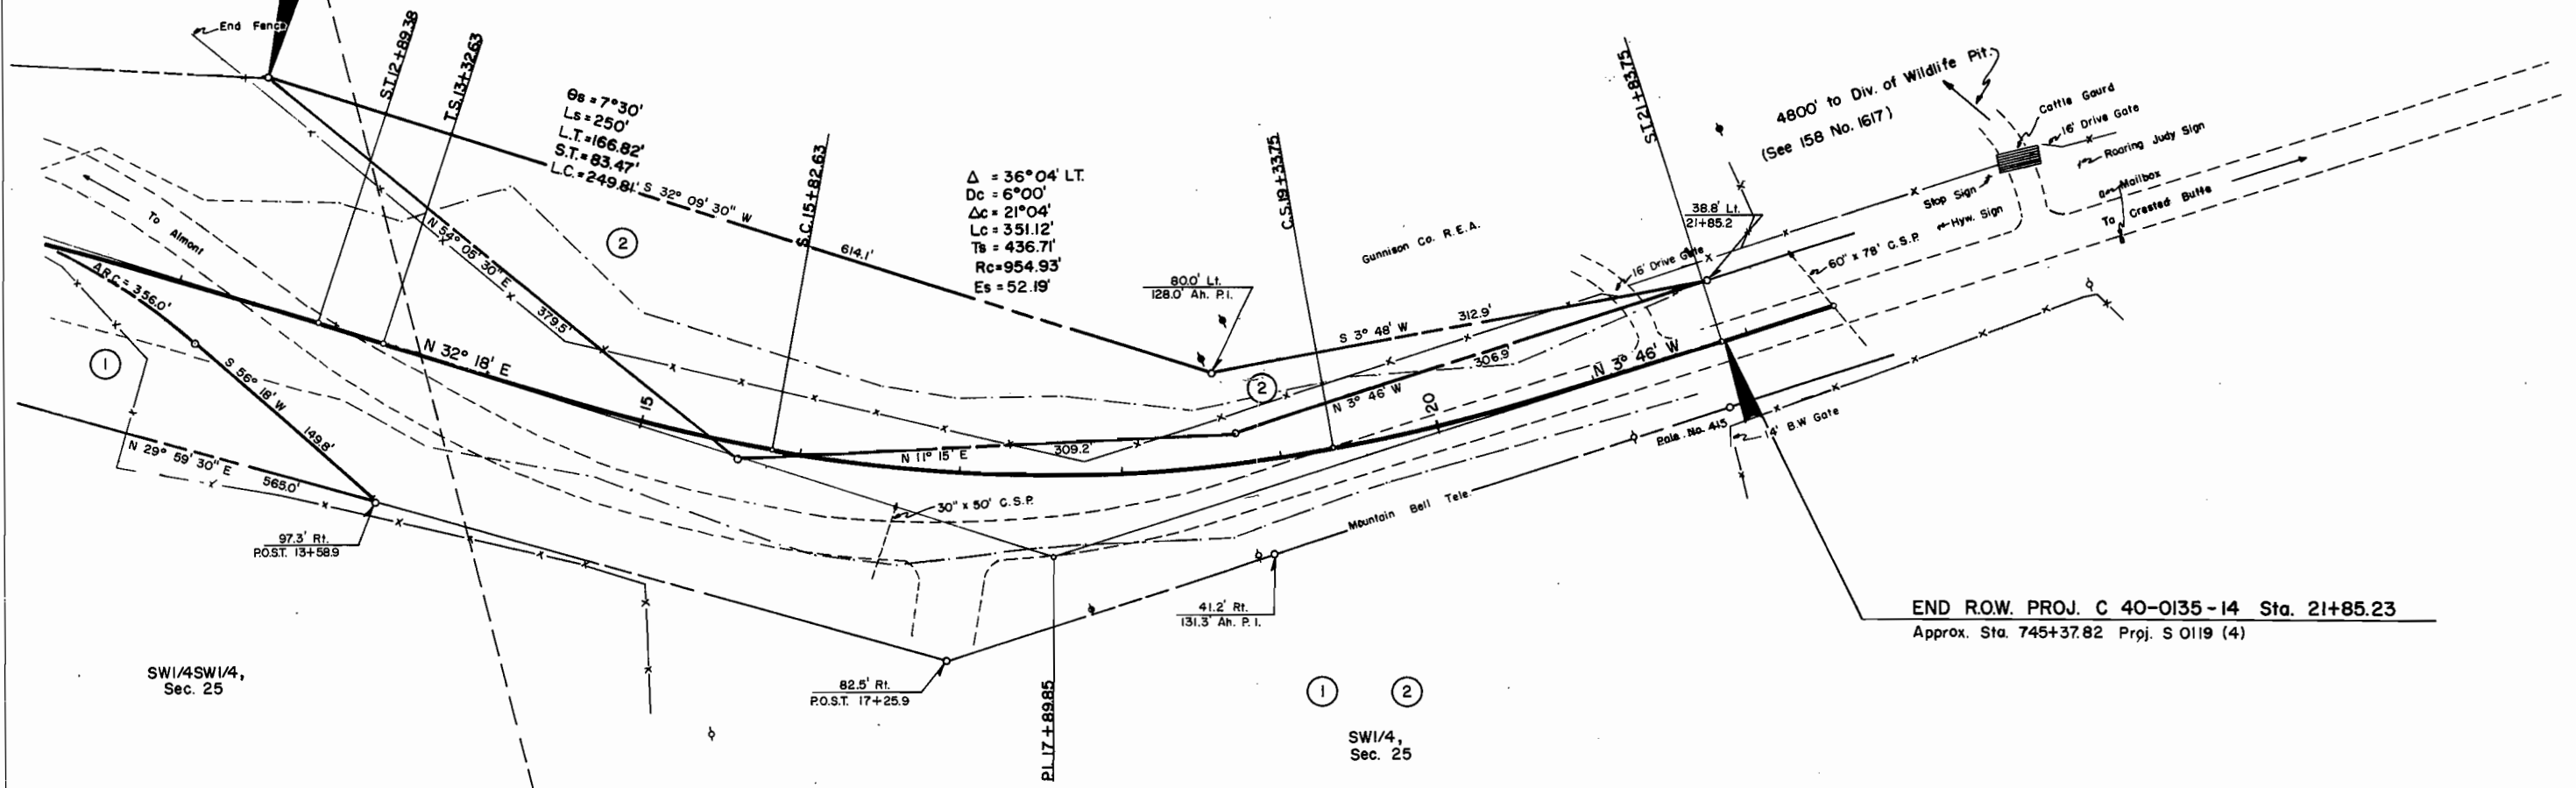 End Fence
S.T. 12+89.38
T.S. 13+32.63
Θs = 7°30'
Ls = 250'
L.T. = 166.82'
S.T. = 83.47'
L.C. = 249.81'
S 32° 09' 30" W
614.1'
S.C. 15+82.63
Δ = 36°04' LT.
Dc = 6°00'
Δc = 21°04'
Lc = 351.12'
Ts = 436.71'
Rc = 954.93'
Es = 52.19'
80.0' Lt.
128.0' Ah. P.I.
C.S. 19+33.75
Gunnison Co. R.E.A.
S.T. 21+83.75
38.8' Lt.
21+85.2
16' Drive Gate
4800' to Div. of Wildlife Pit.
(See 158 No. 1617)
Cattle Gaurd
16' Drive Gate
Roaring Judy Sign
Mailbox
Stop Sign
Hyw. Sign
To Crested Butte
60" x 78' C.S.P.
To Almont
N 54° 05' 30" E
379.5'
2
ARC = 356.0'
1
S 56° 18' W
149.8'
N 32° 18' E
15
N 11° 15' E
309.2'
2
S 3° 48' W
312.9'
N 3° 46' W
306.9'
N 3° 46' W
20
N 29° 59' 30" E
565.0'
97.3' Rt.
P.O.S.T. 13+58.9
30" x 50' C.S.P.
Mountain Bell Tele.
Pole No. 415
14' B.W Gate
41.2' Rt.
131.3' Ah. P.I.
82.5' Rt.
P.O.S.T. 17+25.9
P.I. 17+89.85
END R.O.W. PROJ. C 40-0135-14 Sta. 21+85.23
Approx. Sta. 745+37.82 Proj. S 0119 (4)
SW1/4SW1/4,
Sec. 25
1 2
SW1/4,
Sec. 25